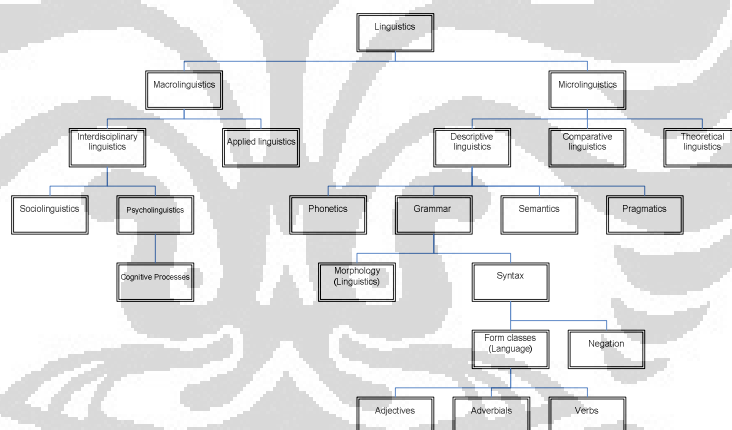 Linguistics
Macrolinguistics
Microlinguistics
Interdisciplinary
linguistics
Applied linguistics
Descriptive
linguistics
Comparative
linguistics
Theoretical
linguistics
Sociolinguistics
Psycholinguistics
Phonetics
Grammar
Semantics
Pragmatics
Cognitive Processes
Morphology
(Linguistics)
Syntax
Form classes
(Language)
Negation
Adjectives
Adverbials
Verbs